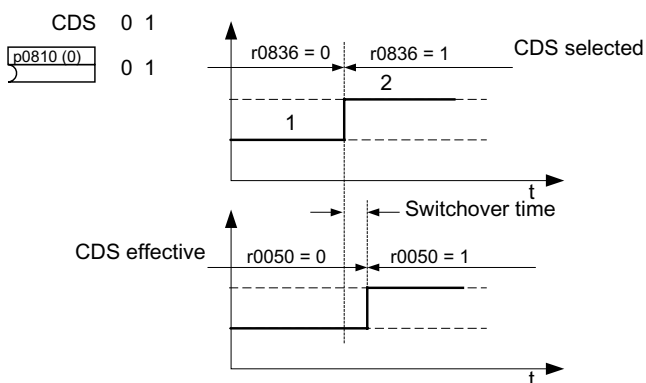 CDS 0 1
p0810 (0) 0 1
r0836 = 0 r0836 = 1 CDS selected
2
1
t
Switchover time
CDS effective r0050 = 0 r0050 = 1
t